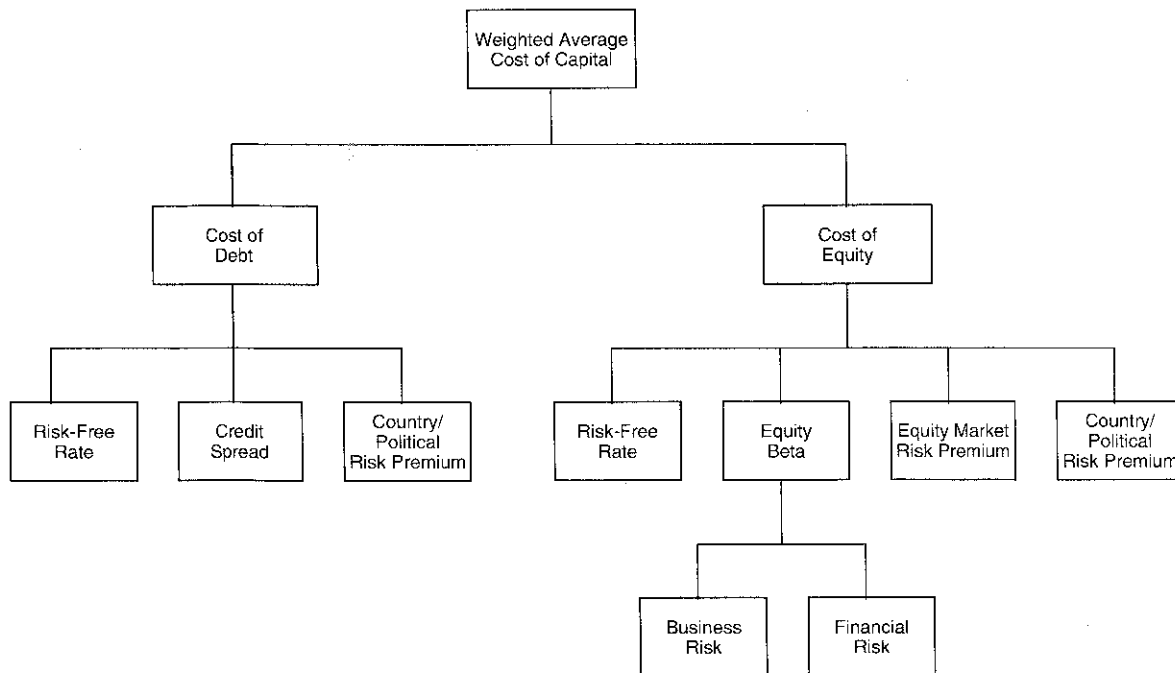 Weighted Average
Cost of Capital
Cost of
Debt
Cost of
Equity
Risk-Free
Rate
Credit
Spread
Country/
Political
Risk Premium
Risk-Free
Rate
Equity
Beta
Equity Market
Risk Premium
Country/
Political
Risk Premium
Business
Risk
Financial
Risk